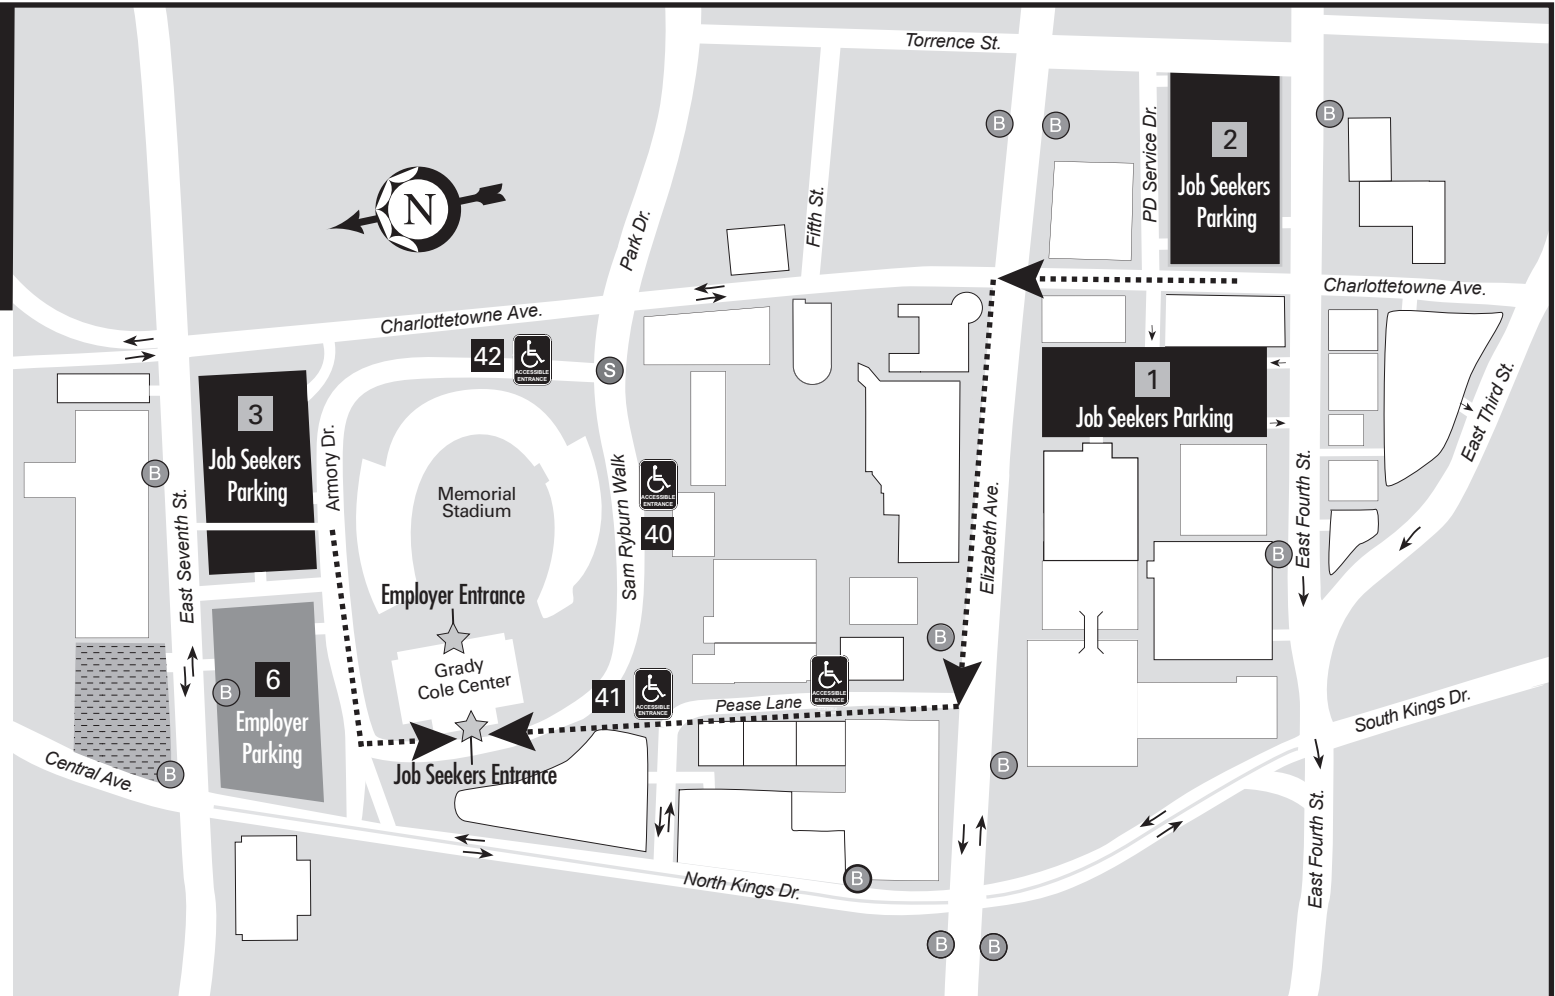 Torrence St.
B
B
B
2
Job Seekers
Parking
PD Service Dr.
N
Fifth St.
Park Dr.
Charlottetowne Ave.
Charlottetowne Ave.
42
ACCESSIBLE
ENTRANCE
S
1
Job Seekers Parking
3
Job Seekers
Parking
Armory Dr.
East Third St.
B
East Seventh St.
Memorial
Stadium
Sam Ryburn Walk
ACCESSIBLE
ENTRANCE
40
Elizabeth Ave.
East Fourth St.
B
Employer Entrance
B
Grady
Cole Center
6
B
Employer
Parking
41
ACCESSIBLE
ENTRANCE
Pease Lane
ACCESSIBLE
ENTRANCE
South Kings Dr.
Central Ave.
B
Job Seekers Entrance
B
East Fourth St.
North Kings Dr.
B
B
B